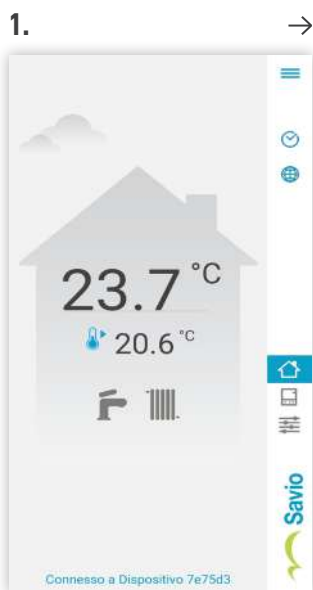 1.
23.7 °C
20.6 °C
Savio
Connesso a Dispositivo 7e75d3